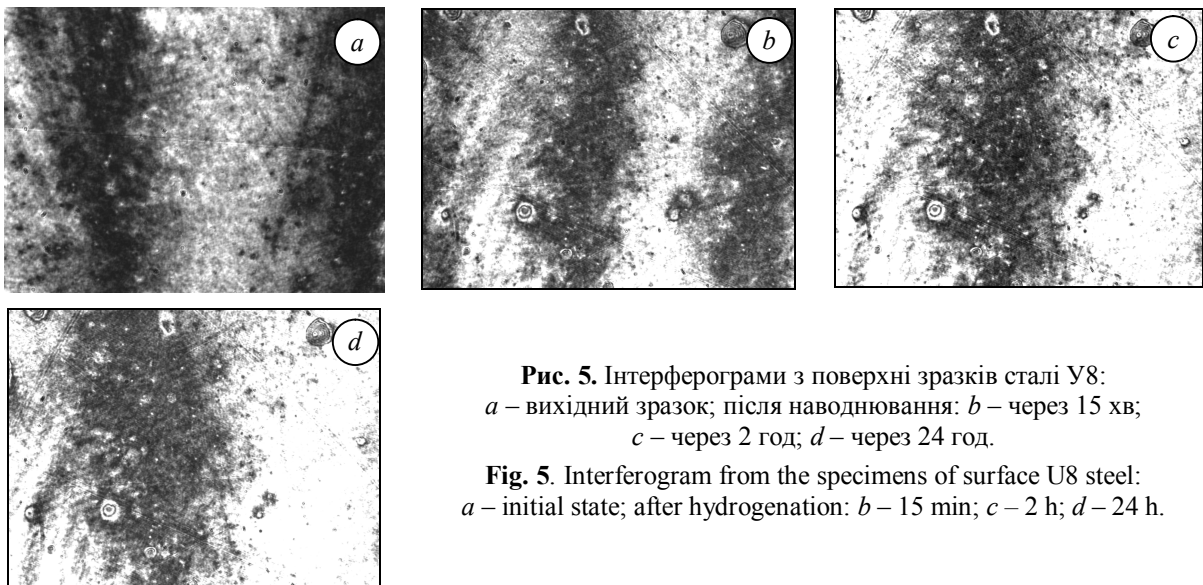 a
b
c
d
Рис. 5. Інтерферограми з поверхні зразків сталі У8:
а – вихідний зразок; після наводнювання: b – через 15 хв;
c – через 2 год; d – через 24 год.
Fig. 5. Interferogram from the specimens of surface U8 steel:
a – initial state; after hydrogenation: b – 15 min; c – 2 h; d – 24 h.